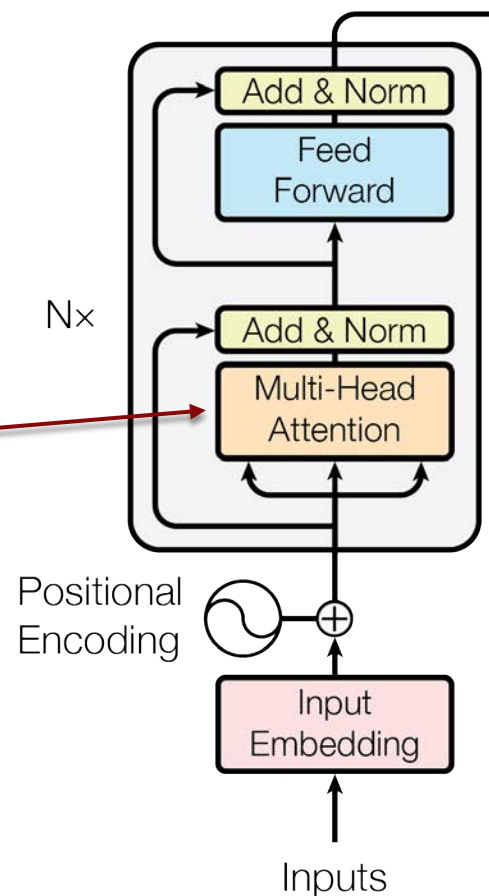 Add & Norm
Feed
Forward
N×
Add & Norm
Multi-Head
Attention
Positional
Encoding
Input
Embedding
Inputs